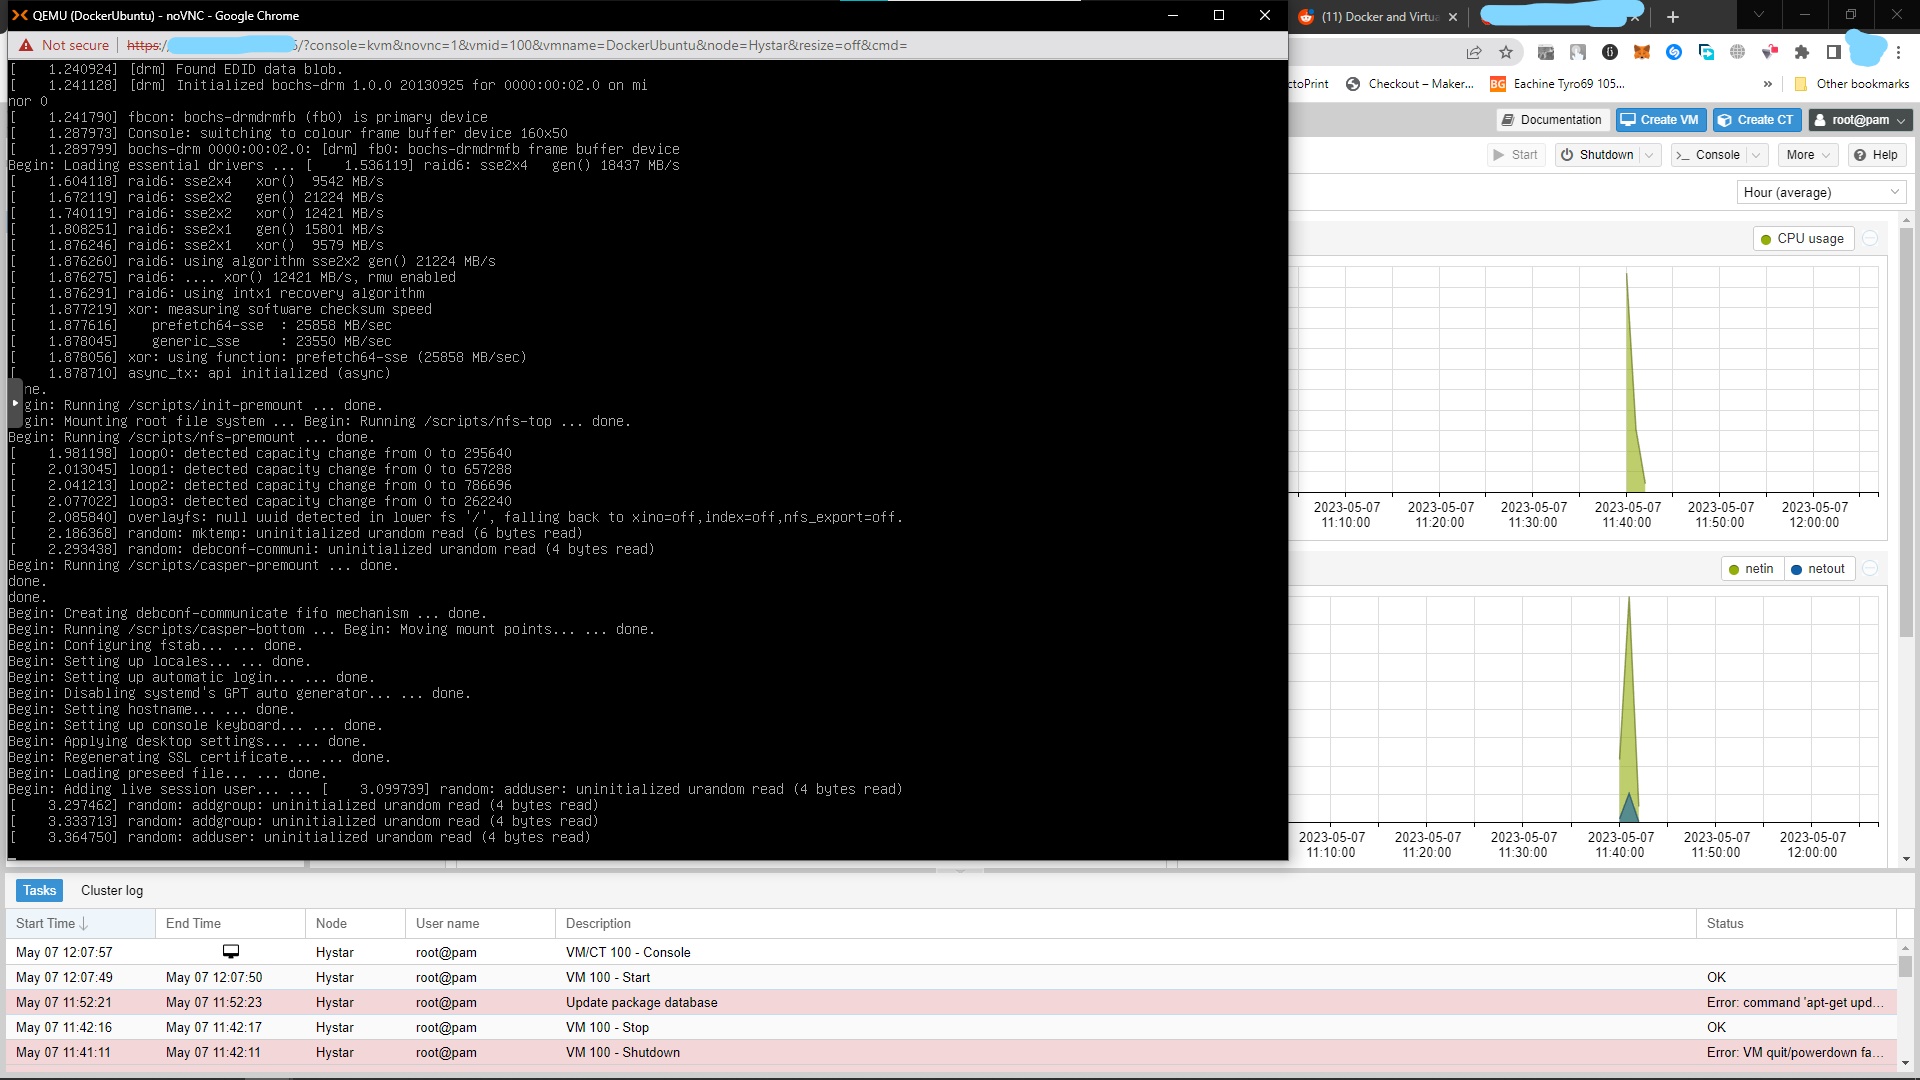 QEMU (DockerUbuntu) - noVNC - Google Chrome
Not secure https:/ /?console=kvm&novnc=1&vmid=100&vmname=DockerUbuntu&node=Hystar&resize=off&cmd=
[    1.240924] [drm] Found EDID data blob.
[    1.241128] [drm] Initialized bochs-drm 1.0.0 20130925 for 0000:00:02.0 on mi
nor 0
[    1.241790] fbcon: bochs-drmdrmfb (fb0) is primary device
[    1.287973] Console: switching to colour frame buffer device 160x50
[    1.289799] bochs-drm 0000:00:02.0: [drm] fb0: bochs-drmdrmfb frame buffer device
Begin: Loading essential drivers ... [    1.536119] raid6: sse2x4   gen() 18437 MB/s
[    1.604118] raid6: sse2x4   xor()  9542 MB/s
[    1.672119] raid6: sse2x2   gen() 21224 MB/s
[    1.740119] raid6: sse2x2   xor() 12421 MB/s
[    1.808251] raid6: sse2x1   gen() 15801 MB/s
[    1.876246] raid6: sse2x1   xor()  9579 MB/s
[    1.876260] raid6: using algorithm sse2x2 gen() 21224 MB/s
[    1.876275] raid6: .... xor() 12421 MB/s, rmw enabled
[    1.876291] raid6: using intx1 recovery algorithm
[    1.877219] xor: measuring software checksum speed
[    1.877616]    prefetch64-sse  : 25858 MB/sec
[    1.878045]    generic_sse     : 23550 MB/sec
[    1.878056] xor: using function: prefetch64-sse (25858 MB/sec)
[    1.878710] async_tx: api initialized (async)
ne.
gin: Running /scripts/init-premount ... done.
gin: Mounting root file system ... Begin: Running /scripts/nfs-top ... done.
Begin: Running /scripts/nfs-premount ... done.
[    1.981198] loop0: detected capacity change from 0 to 295640
[    2.013045] loop1: detected capacity change from 0 to 657288
[    2.041213] loop2: detected capacity change from 0 to 786696
[    2.077022] loop3: detected capacity change from 0 to 262240
[    2.085840] overlayfs: null uuid detected in lower fs '/', falling back to xino=off,index=off,nfs_export=off.
[    2.186368] random: mktemp: uninitialized urandom read (6 bytes read)
[    2.293438] random: debconf-communi: uninitialized urandom read (4 bytes read)
Begin: Running /scripts/casper-premount ... done.
done.
done.
Begin: Creating debconf-communicate fifo mechanism ... done.
Begin: Running /scripts/casper-bottom ... Begin: Moving mount points... ... done.
Begin: Configuring fstab... ... done.
Begin: Setting up locales... ... done.
Begin: Setting up automatic login... ... done.
Begin: Disabling systemd's GPT auto generator... ... done.
Begin: Setting hostname... ... done.
Begin: Setting up console keyboard... ... done.
Begin: Applying desktop settings... ... done.
Begin: Regenerating SSL certificate... ... done.
Begin: Loading preseed file... ... done.
Begin: Adding live session user... ... [    3.099739] random: adduser: uninitialized urandom read (4 bytes read)
[    3.297462] random: addgroup: uninitialized urandom read (4 bytes read)
[    3.333713] random: addgroup: uninitialized urandom read (4 bytes read)
[    3.364750] random: adduser: uninitialized urandom read (4 bytes read)
(11) Docker and Virtua
ctoPrint Checkout – Maker... BG Eachine Tyro69 105... » Other bookmarks
Documentation Create VM Create CT root@pam
Start Shutdown Console More Help
Hour (average)
CPU usage
2023-05-07 2023-05-07 2023-05-07 2023-05-07 2023-05-07 2023-05-07
11:10:00 11:20:00 11:30:00 11:40:00 11:50:00 12:00:00
netin netout
2023-05-07 2023-05-07 2023-05-07 2023-05-07 2023-05-07 2023-05-07
11:10:00 11:20:00 11:30:00 11:40:00 11:50:00 12:00:00
Tasks Cluster log
Start Time End Time Node User name Description Status
May 07 12:07:57 Hystar root@pam VM/CT 100 - Console
May 07 12:07:49 May 07 12:07:50 Hystar root@pam VM 100 - Start OK
May 07 11:52:21 May 07 11:52:23 Hystar root@pam Update package database Error: command 'apt-get upd...
May 07 11:42:16 May 07 11:42:17 Hystar root@pam VM 100 - Stop OK
May 07 11:41:11 May 07 11:42:11 Hystar root@pam VM 100 - Shutdown Error: VM quit/powerdown fa...